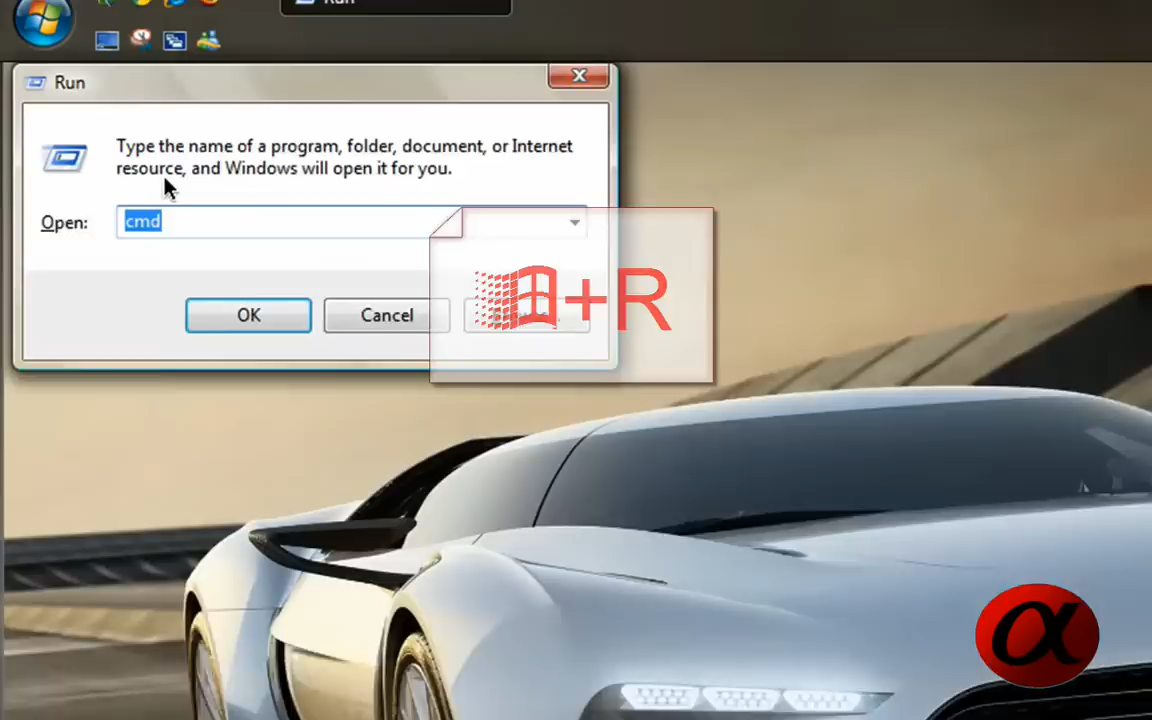 Run
Run
Type the name of a program, folder, document, or Internet
resource, and Windows will open it for you.
Open:
cmd
OK
Cancel
+R
α